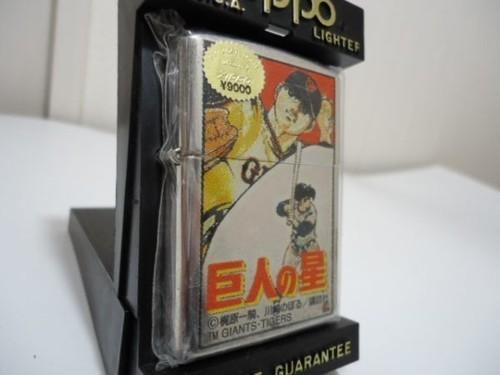 U.S.A.
Zippo
LIGHTER
¥9000
G
巨人の星
©梶原一騎、川崎のぼる/講談社
TM GIANTS・TIGERS
GUARANTEE